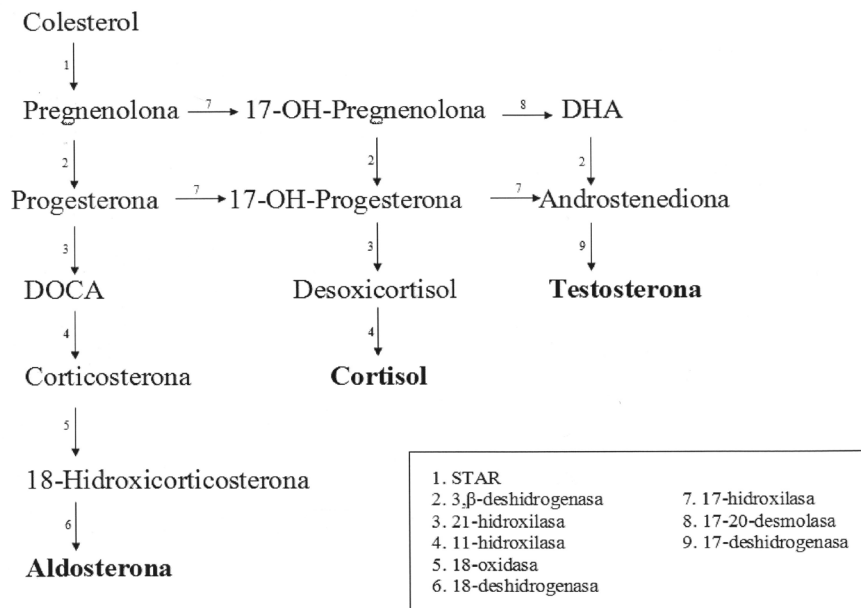 Colesterol
1
Pregnenolona 7 17-OH-Pregnenolona 8 DHA
2 2 2
Progesterona 7 17-OH-Progesterona 7 Androstenediona
3 3 9
DOCA Desoxicortisol Testosterona
4 4
Corticosterona Cortisol
5
18-Hidroxicorticosterona
6
Aldosterona
1. STAR
2. 3,β-deshidrogenasa 7. 17-hidroxilasa
3. 21-hidroxilasa 8. 17-20-desmolasa
4. 11-hidroxilasa 9. 17-deshidrogenasa
5. 18-oxidasa
6. 18-deshidrogenasa